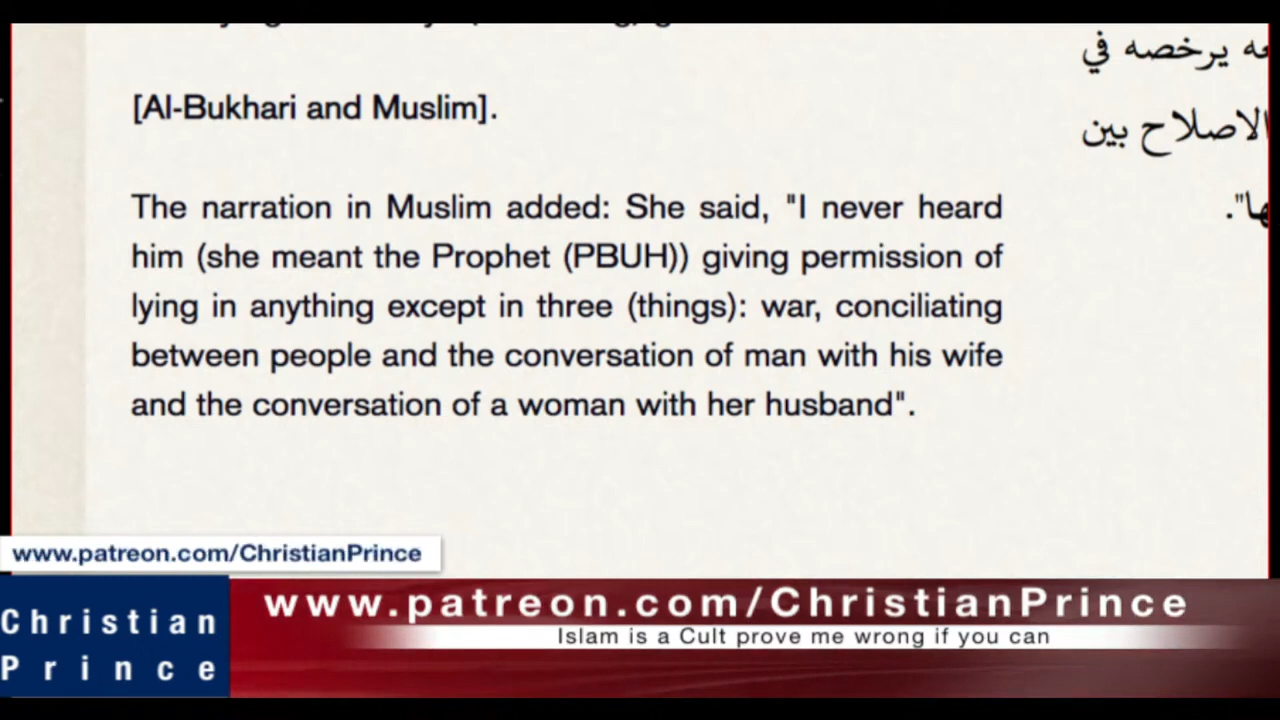 [Al-Bukhari and Muslim].
The narration in Muslim added: She said, "I never heard
him (she meant the Prophet (PBUH)) giving permission of
lying in anything except in three (things): war, conciliating
between people and the conversation of man with his wife
and the conversation of a woman with her husband".
يرخصه في
الاصلاح بين
www.patreon.com/ChristianPrince
Christian
Prince
www.patreon.com/ChristianPrince
Islam is a Cult prove me wrong if you can